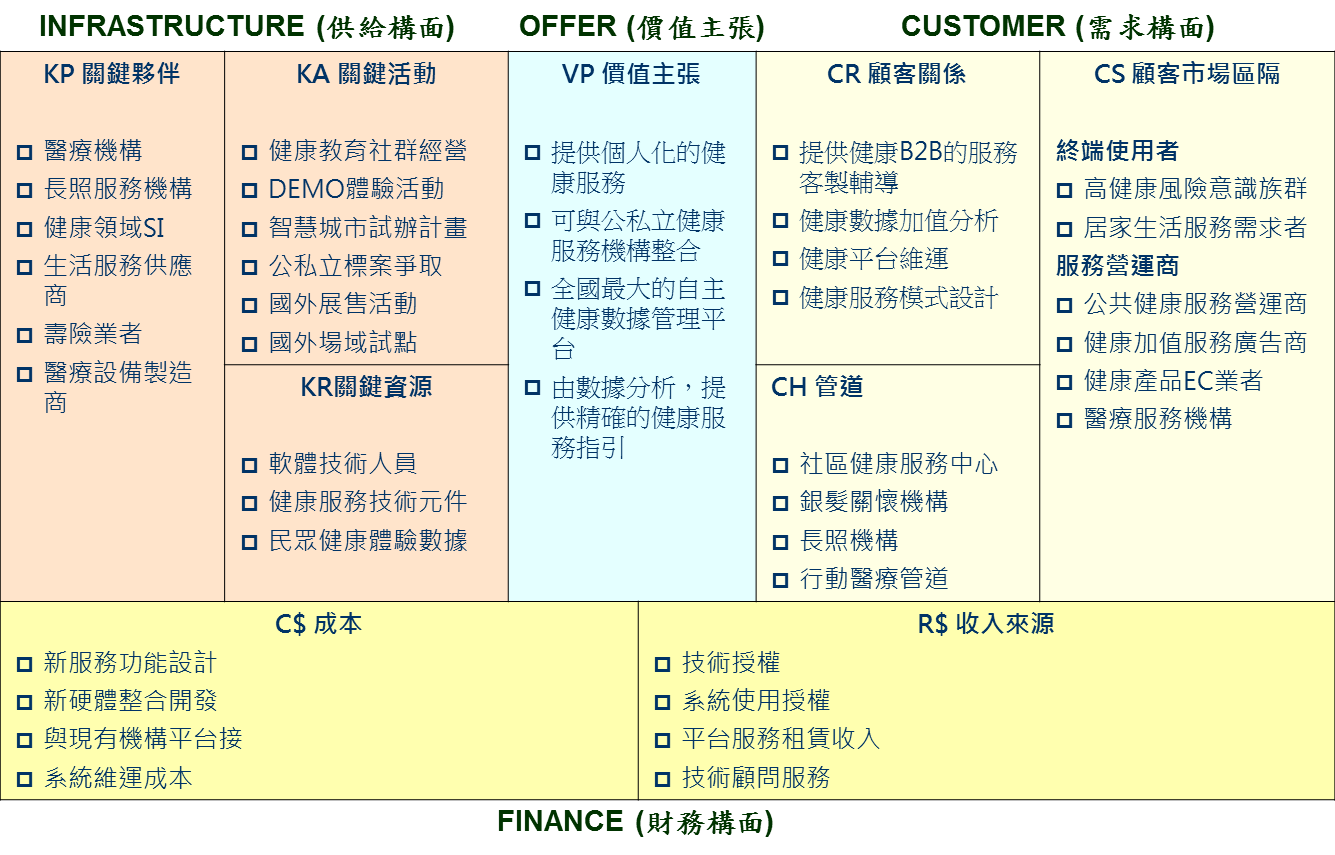 INFRASTRUCTURE (供給構面)
OFFER (價值主張)
CUSTOMER (需求構面)
KP 關鍵夥伴
醫療機構
長照服務機構
健康領域SI
生活服務供應
商
壽險業者
醫療設備製造
商
KA 關鍵活動
健康教育社群經營
DEMO體驗活動
智慧城市試辦計畫
公私立標案爭取
國外展售活動
國外場域試點
KR關鍵資源
軟體技術人員
健康服務技術元件
民眾健康體驗數據
VP 價值主張
提供個人化的健
康服務
可與公私立健康
服務機構整合
全國最大的自主
健康數據管理平
台
由數據分析，提
供精確的健康服
務指引
CR 顧客關係
提供健康B2B的服務
客製輔導
健康數據加值分析
健康平台維運
健康服務模式設計
CH 管道
社區健康服務中心
銀髮關懷機構
長照機構
行動醫療管道
CS 顧客市場區隔
終端使用者
高健康風險意識族群
居家生活服務需求者
服務營運商
公共健康服務營運商
健康加值服務廣告商
健康產品EC業者
醫療服務機構
C$ 成本
新服務功能設計
新硬體整合開發
與現有機構平台接
系統維運成本
R$ 收入來源
技術授權
系統使用授權
平台服務租賃收入
技術顧問服務
FINANCE (財務構面)